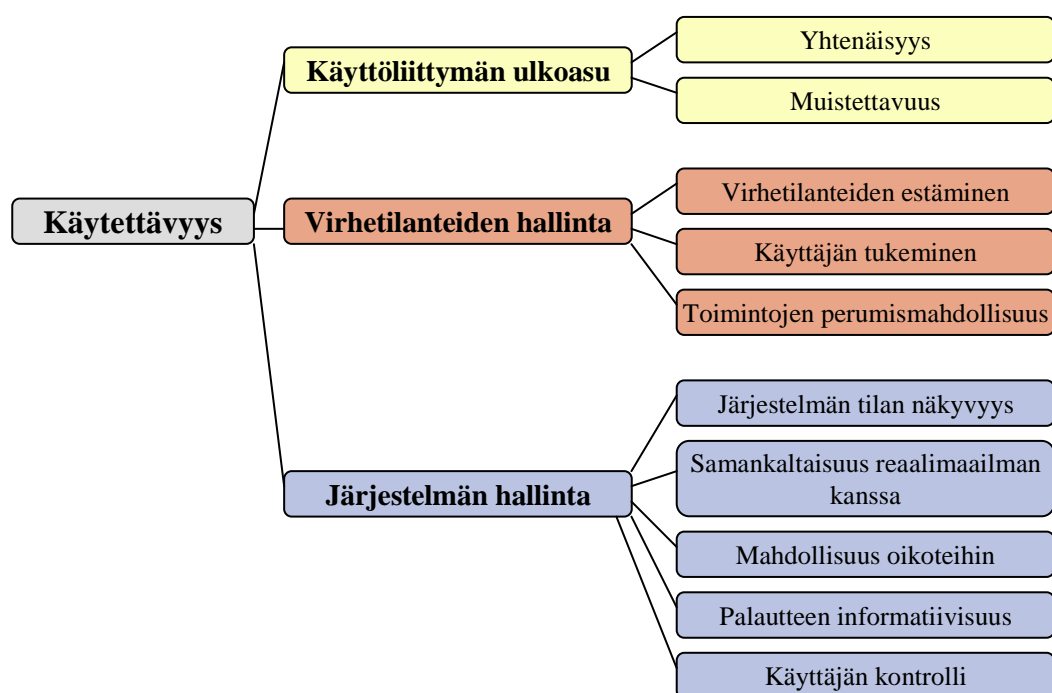 Käytettävyys
Käyttöliittymän ulkoasu
Yhtenäisyys
Muistettavuus
Virhetilanteiden hallinta
Virhetilanteiden estäminen
Käyttäjän tukeminen
Toimintojen perumismahdollisuus
Järjestelmän hallinta
Järjestelmän tilan näkyvyys
Samankaltaisuus reaalimaailman
kanssa
Mahdollisuus oikoteihin
Palautteen informatiivisuus
Käyttäjän kontrolli